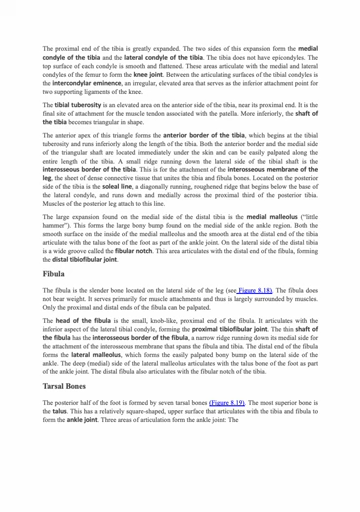 The proximal end of the tibia is greatly expanded. The two sides of this expansion form the medial
condyle of the tibia and the lateral condyle of the tibia. The tibia does not have epicondyles. The
top surface of each condyle is smooth and flattened. These areas articulate with the medial and lateral
condyles of the femur to form the knee joint. Between the articulating surfaces of the tibial condyles is
the intercondylar eminence, an irregular, elevated area that serves as the inferior attachment point for
two supporting ligaments of the knee.
The tibial tuberosity is an elevated area on the anterior side of the tibia, near its proximal end. It is the
final site of attachment for the muscle tendon associated with the patella. More inferiorly, the shaft of
the tibia becomes triangular in shape.
The anterior apex of this triangle forms the anterior border of the tibia, which begins at the tibial
tuberosity and runs inferiorly along the length of the tibia. Both the anterior border and the medial side
of the triangular shaft are located immediately under the skin and can be easily palpated along the
entire length of the tibia. A small ridge running down the lateral side of the tibial shaft is the
interosseous border of the tibia. This is for the attachment of the interosseous membrane of the
leg, the sheet of dense connective tissue that unites the tibia and fibula bones. Located on the posterior
side of the tibia is the soleal line, a diagonally running, roughened ridge that begins below the base of
the lateral condyle, and runs down and medially across the proximal third of the posterior tibia.
Muscles of the posterior leg attach to this line.
The large expansion found on the medial side of the distal tibia is the medial malleolus (“little
hammer”). This forms the large bony bump found on the medial side of the ankle region. Both the
smooth surface on the inside of the medial malleolus and the smooth area at the distal end of the tibia
articulate with the talus bone of the foot as part of the ankle joint. On the lateral side of the distal tibia
is a wide groove called the fibular notch. This area articulates with the distal end of the fibula, forming
the distal tibiofibular joint.
Fibula
The fibula is the slender bone located on the lateral side of the leg (see Figure 8.18). The fibula does
not bear weight. It serves primarily for muscle attachments and thus is largely surrounded by muscles.
Only the proximal and distal ends of the fibula can be palpated.
The head of the fibula is the small, knob-like, proximal end of the fibula. It articulates with the
inferior aspect of the lateral tibial condyle, forming the proximal tibiofibular joint. The thin shaft of
the fibula has the interosseous border of the fibula, a narrow ridge running down its medial side for
the attachment of the interosseous membrane that spans the fibula and tibia. The distal end of the fibula
forms the lateral malleolus, which forms the easily palpated bony bump on the lateral side of the
ankle. The deep (medial) side of the lateral malleolus articulates with the talus bone of the foot as part
of the ankle joint. The distal fibula also articulates with the fibular notch of the tibia.
Tarsal Bones
The posterior half of the foot is formed by seven tarsal bones (Figure 8.19). The most superior bone is
the talus. This has a relatively square-shaped, upper surface that articulates with the tibia and fibula to
form the ankle joint. Three areas of articulation form the ankle joint: The